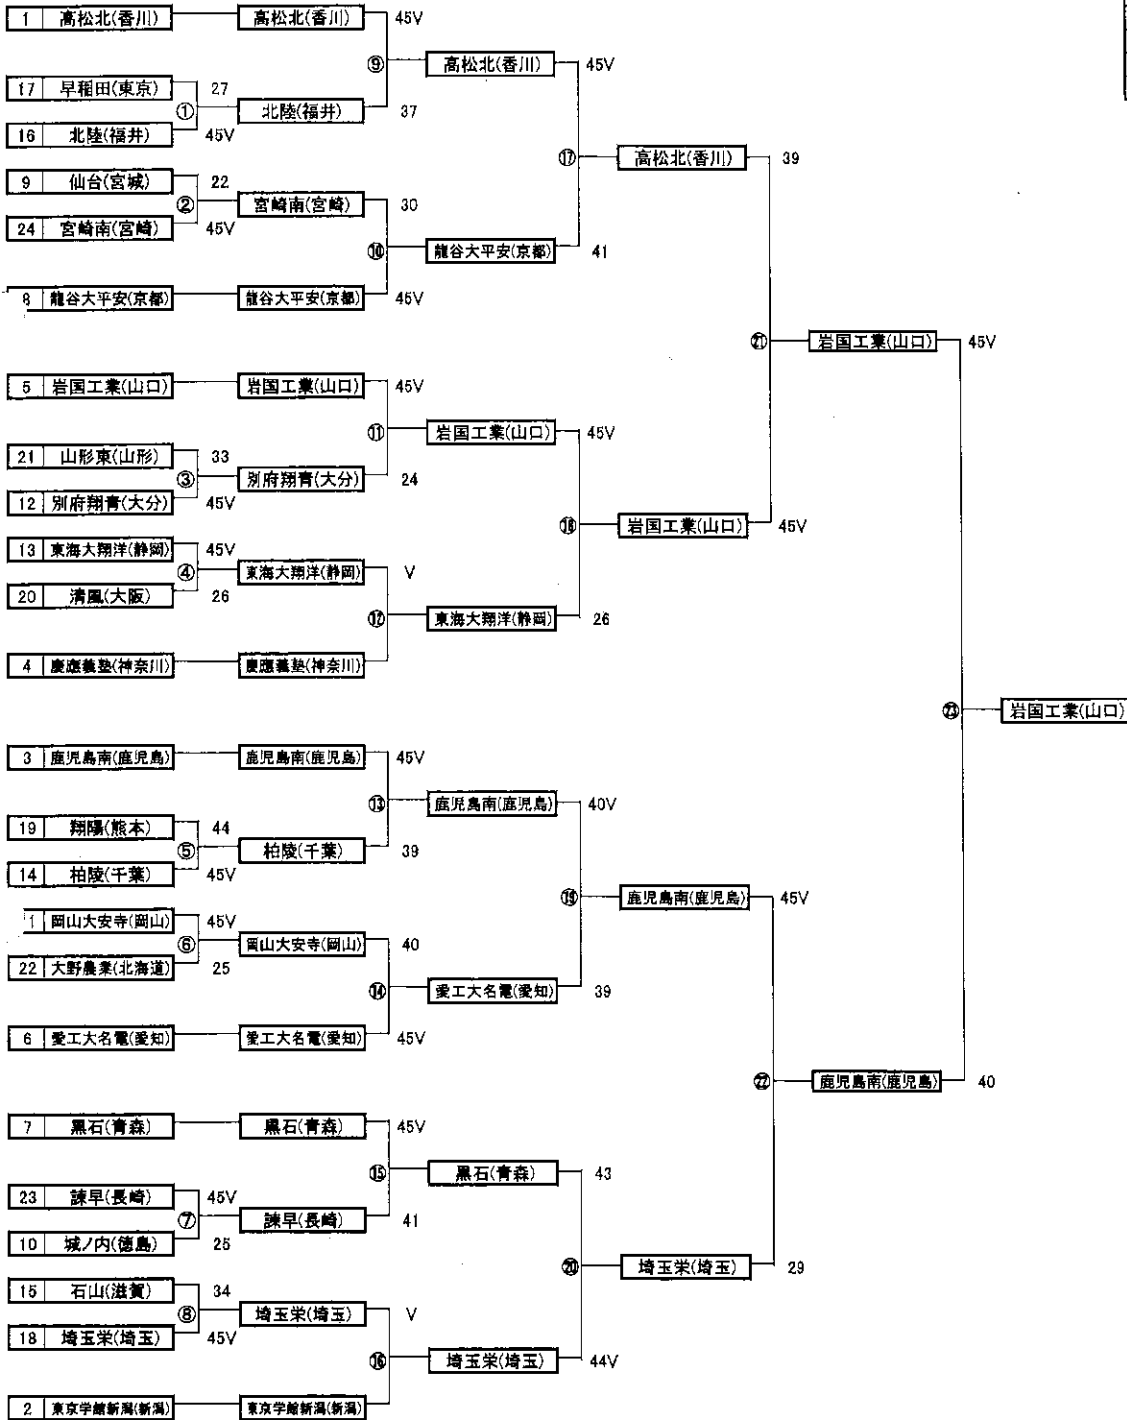 1 高松北(香川) 高松北(香川) 45V
⑨ 高松北(香川) 45V
17 早稲田(東京) 27
① 北陸(福井) 37
16 北陸(福井) 45V
⑰ 高松北(香川) 39
9 仙台(宮城) 22
② 宮崎南(宮崎) 30
24 宮崎南(宮崎) 45V
⑩ 龍谷大平安(京都) 41
8 龍谷大平安(京都) 龍谷大平安(京都) 45V
㉑ 岩国工業(山口) 45V
5 岩国工業(山口) 岩国工業(山口) 45V
⑪ 岩国工業(山口) 45V
21 山形東(山形) 33
③ 別府翔青(大分) 24
12 別府翔青(大分) 45V
⑱ 岩国工業(山口) 45V
13 東海大翔洋(静岡) 45V
④ 東海大翔洋(静岡) V
20 清風(大阪) 26
⑫ 東海大翔洋(静岡) 26
4 慶應義塾(神奈川) 慶應義塾(神奈川)
㉓ 岩国工業(山口)
3 鹿児島南(鹿児島) 鹿児島南(鹿児島) 45V
⑬ 鹿児島南(鹿児島) 40V
19 翔陽(熊本) 44
⑤ 柏陵(千葉) 39
14 柏陵(千葉) 45V
⑲ 鹿児島南(鹿児島) 45V
1 岡山大安寺(岡山) 45V
⑥ 岡山大安寺(岡山) 40
22 大野農業(北海道) 25
⑭ 愛工大名電(愛知) 39
6 愛工大名電(愛知) 愛工大名電(愛知) 45V
㉒ 鹿児島南(鹿児島) 40
7 黒石(青森) 黒石(青森) 45V
⑮ 黒石(青森) 43
23 諫早(長崎) 45V
⑦ 諫早(長崎) 41
10 城ノ内(徳島) 25
⑳ 埼玉栄(埼玉) 29
15 石山(滋賀) 34
⑧ 埼玉栄(埼玉) V
18 埼玉栄(埼玉) 45V
⑯ 埼玉栄(埼玉) 44V
2 東京学館新潟(新潟) 東京学館新潟(新潟)